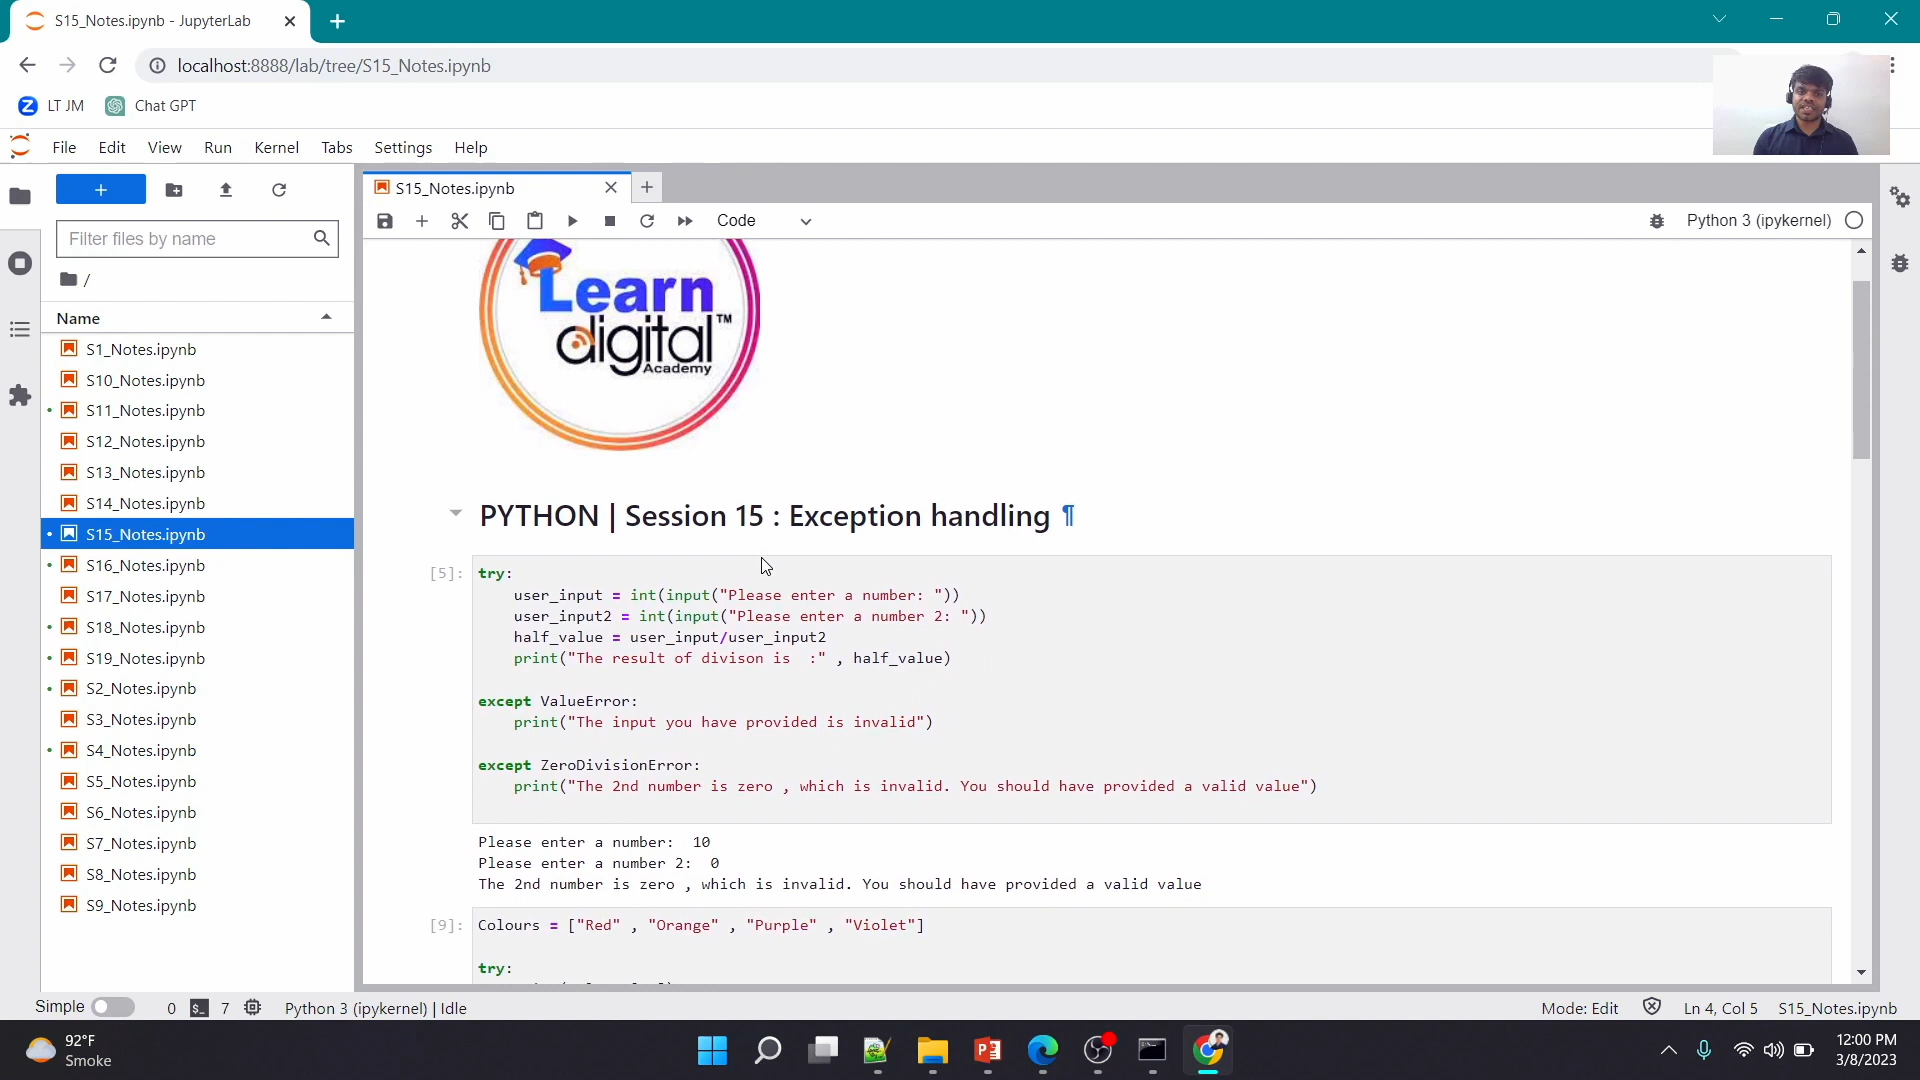 S15_Notes.ipynb - JupyterLab
localhost:8888/lab/tree/S15_Notes.ipynb
LT JM
Chat GPT
File Edit View Run Kernel Tabs Settings Help
S15_Notes.ipynb
Filter files by name
Code
Python 3 (ipykernel)
/
Name
S1_Notes.ipynb
S10_Notes.ipynb
S11_Notes.ipynb
S12_Notes.ipynb
S13_Notes.ipynb
S14_Notes.ipynb
S15_Notes.ipynb
S16_Notes.ipynb
S17_Notes.ipynb
S18_Notes.ipynb
S19_Notes.ipynb
S2_Notes.ipynb
S3_Notes.ipynb
S4_Notes.ipynb
S5_Notes.ipynb
S6_Notes.ipynb
S7_Notes.ipynb
S8_Notes.ipynb
S9_Notes.ipynb
Learn
digital™
Academy
PYTHON | Session 15 : Exception handling ¶
[5]: try:
user_input = int(input("Please enter a number: "))
user_input2 = int(input("Please enter a number 2: "))
half_value = user_input/user_input2
print("The result of divison is  :" , half_value)
except ValueError:
print("The input you have provided is invalid")
except ZeroDivisionError:
print("The 2nd number is zero , which is invalid. You should have provided a valid value")
Please enter a number:  10
Please enter a number 2:  0
The 2nd number is zero , which is invalid. You should have provided a valid value
[9]: Colours = ["Red" , "Orange" , "Purple" , "Violet"]
try:
Simple 0 7 Python 3 (ipykernel) | Idle
Mode: Edit Ln 4, Col 5 S15_Notes.ipynb
92°F
Smoke
12:00 PM
3/8/2023